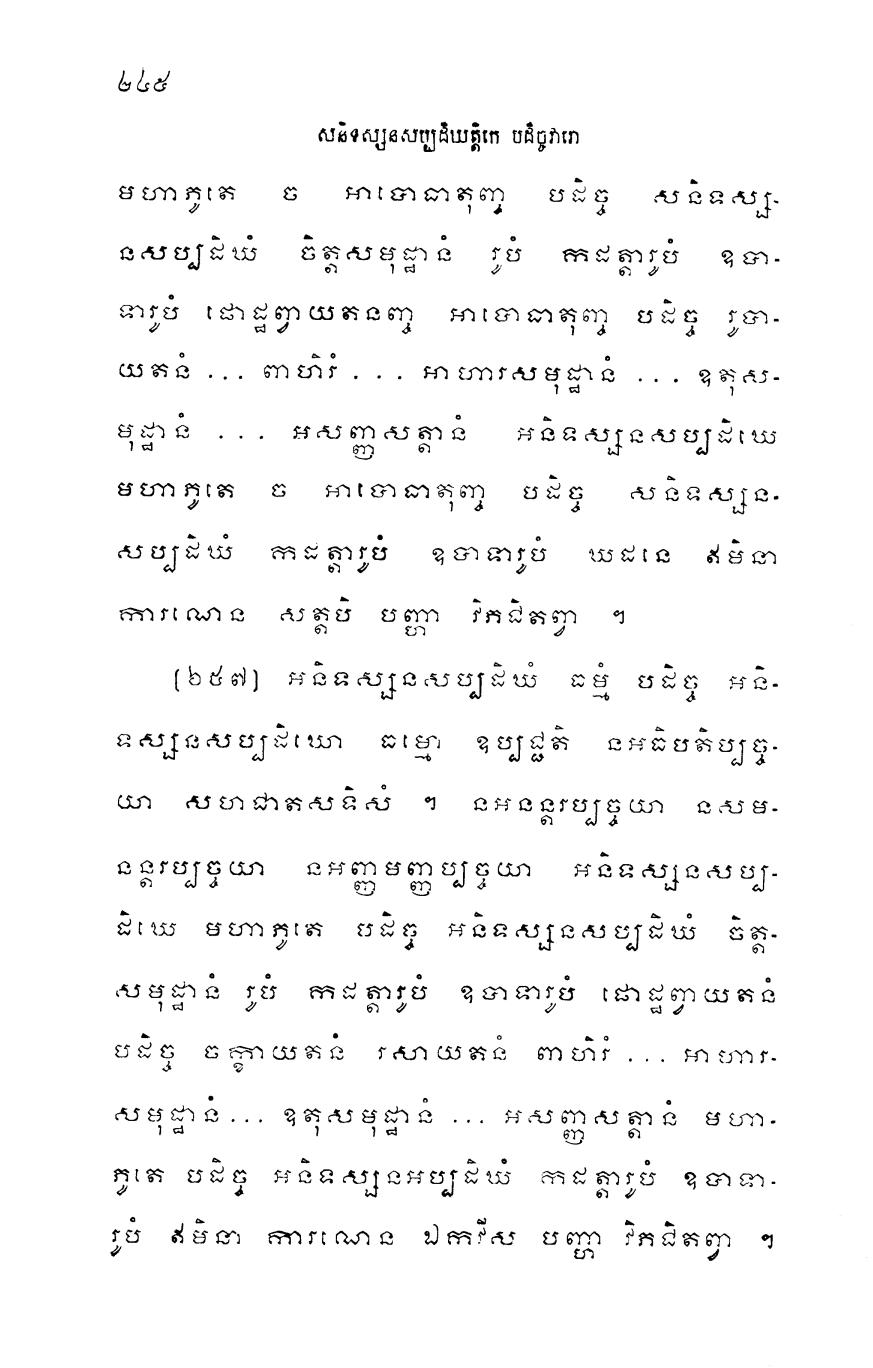 ២៤៥
សនិទស្សនសប្បដិឃត្តិកេ បដិច្ចវារោ
មហាភូតេ ច អាបោធាតុញ្ច បដិច្ច សនិទស្ស-
នសប្បដិឃំ ចិត្តសមុដ្ឋានំ រូបំ កដត្តារូបំ ឧបា-
ទារូបំ ផោដ្ឋព្វាយតនញ្ច អាបោធាតុញ្ច បដិច្ច រូបា-
យតនំ ... ពាហិរំ ... អាហារសមុដ្ឋានំ ... ឧតុស-
មុដ្ឋានំ ... អសញ្ញសត្តានំ អនិទស្សនសប្បដិឃេ
មហាភូតេ ច អាបោធាតុញ្ច បដិច្ច សនិទស្សន-
សប្បដិឃំ កដត្តារូបំ ឧបាទារូបំ ឃដនេ ឥមិនា
ការណេន សត្តបិ បញ្ហា វិភជិតព្វា ។
[២៥៧] អនិទស្សនសប្បដិឃំ ធម្មំ បដិច្ច អនិ-
ទស្សនសប្បដិឃោ ធម្មោ ឧប្បជ្ជតិ នអធិបតិប្បច្ច-
យា សហជាតសទិសំ ។ នអនន្តរប្បច្ចយា នសម-
នន្តរប្បច្ចយា នអញ្ញមញ្ញប្បច្ចយា អនិទស្សនសប្ប-
ដិឃេ មហាភូតេ បដិច្ច អនិទស្សនសប្បដិឃំ ចិត្ត-
សមុដ្ឋានំ រូបំ កដត្តារូបំ ឧបាទារូបំ ផោដ្ឋព្វាយតនំ
បដិច្ច ចក្ខាយតនំ រសាយតនំ ពាហិរំ ... អាហារ-
សមុដ្ឋានំ... ឧតុសមុដ្ឋានំ ... អសញ្ញសត្តានំ មហា-
ភូតេ បដិច្ច អនិទស្សនអប្បដិឃំ កដត្តារូបំ ឧបាទា-
រូបំ ឥមិនា ការណេន ឯកវីស បញ្ហា វិភជិតព្វា ។